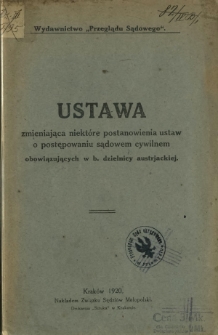 Wydawnictwo „Przeglądu Sądowego".
USTAWA
zmieniająca niektóre postanowienia ustaw
o postępowaniu sądowem cywilnem
obowiązujących w b. dzielnicy austrjackiej.
Kraków 1920.
Nakładem Związku Sędziów Małopolski.